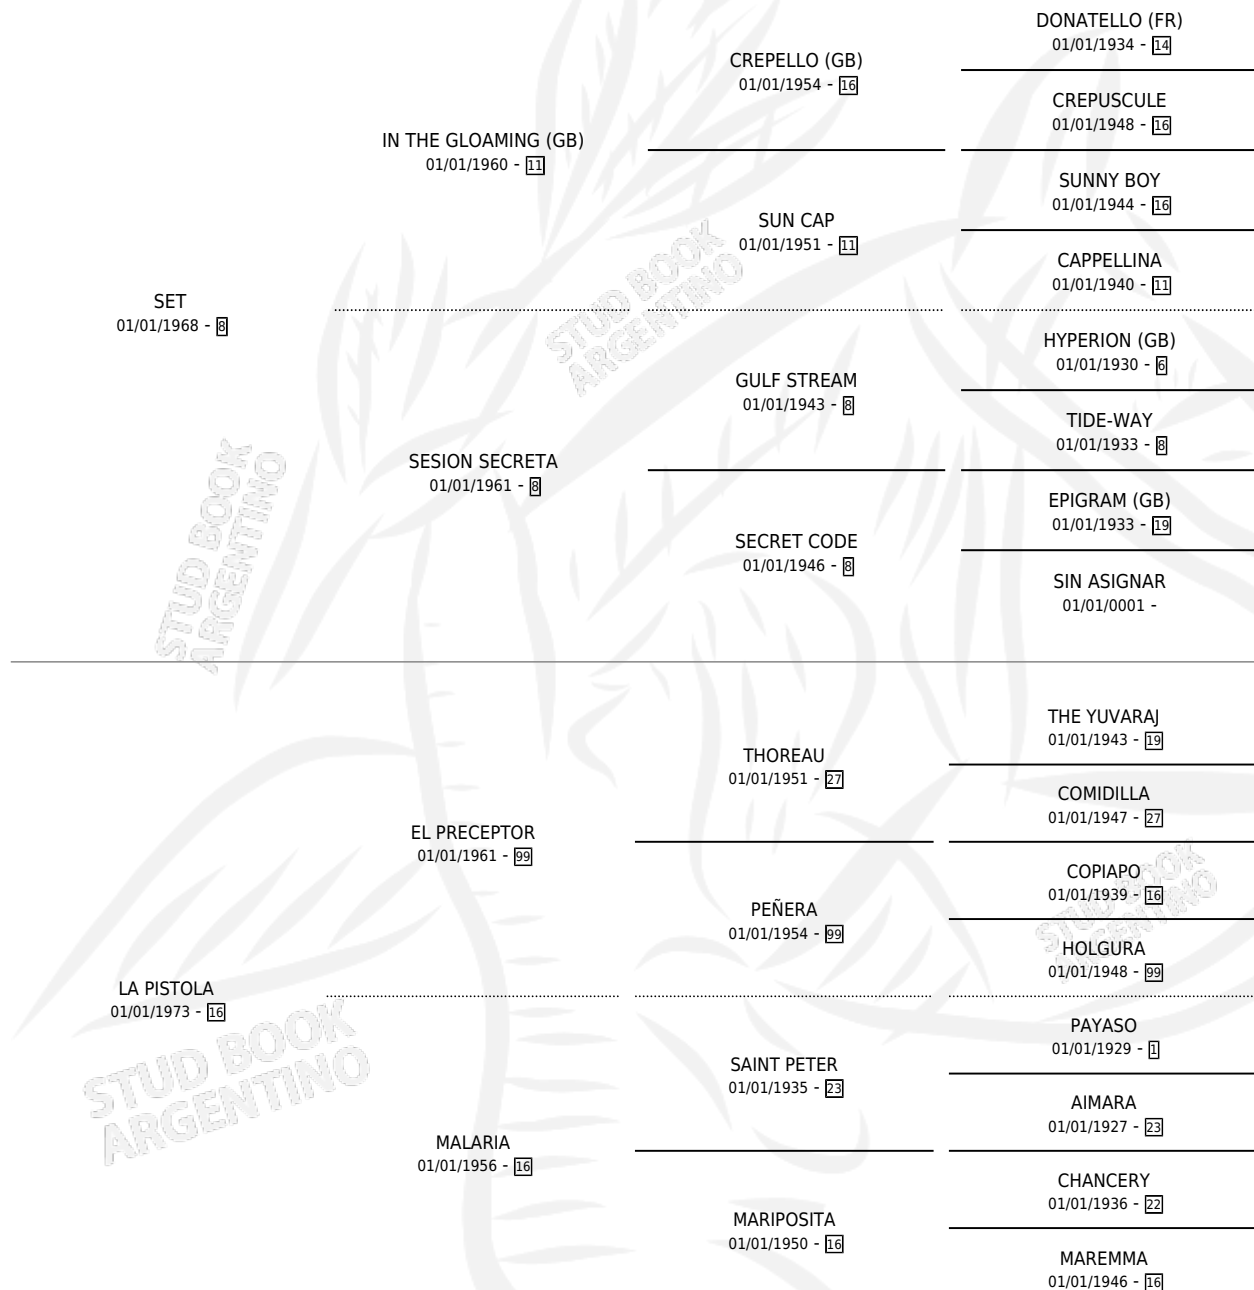 DONATELLO (FR)
01/01/1934 - 14
CREPELLO (GB)
01/01/1954 - 16
CREPUSCULE
01/01/1948 - 16
IN THE GLOAMING (GB)
01/01/1960 - 11
SUNNY BOY
01/01/1944 - 16
SUN CAP
01/01/1951 - 11
CAPPELLINA
01/01/1940 - 11
SET
01/01/1968 - 8
HYPERION (GB)
01/01/1930 - 6
GULF STREAM
01/01/1943 - 8
TIDE-WAY
01/01/1933 - 8
SESION SECRETA
01/01/1961 - 8
EPIGRAM (GB)
01/01/1933 - 19
SECRET CODE
01/01/1946 - 8
SIN ASIGNAR
01/01/0001 -
THE YUVARAJ
01/01/1943 - 19
THOREAU
01/01/1951 - 27
COMIDILLA
01/01/1947 - 27
EL PRECEPTOR
01/01/1961 - 99
COPIAPO
01/01/1939 - 16
PEÑERA
01/01/1954 - 99
HOLGURA
01/01/1948 - 99
LA PISTOLA
01/01/1973 - 16
PAYASO
01/01/1929 - 1
SAINT PETER
01/01/1935 - 23
AIMARA
01/01/1927 - 23
MALARIA
01/01/1956 - 16
CHANCERY
01/01/1936 - 22
MARIPOSITA
01/01/1950 - 16
MAREMMA
01/01/1946 - 16
STUD BOOK
ARGENTINO
STUD BOOK
ARGENTINO
STUD BOOK
ARGENTINO
STUD BOOK
ARGENTINO